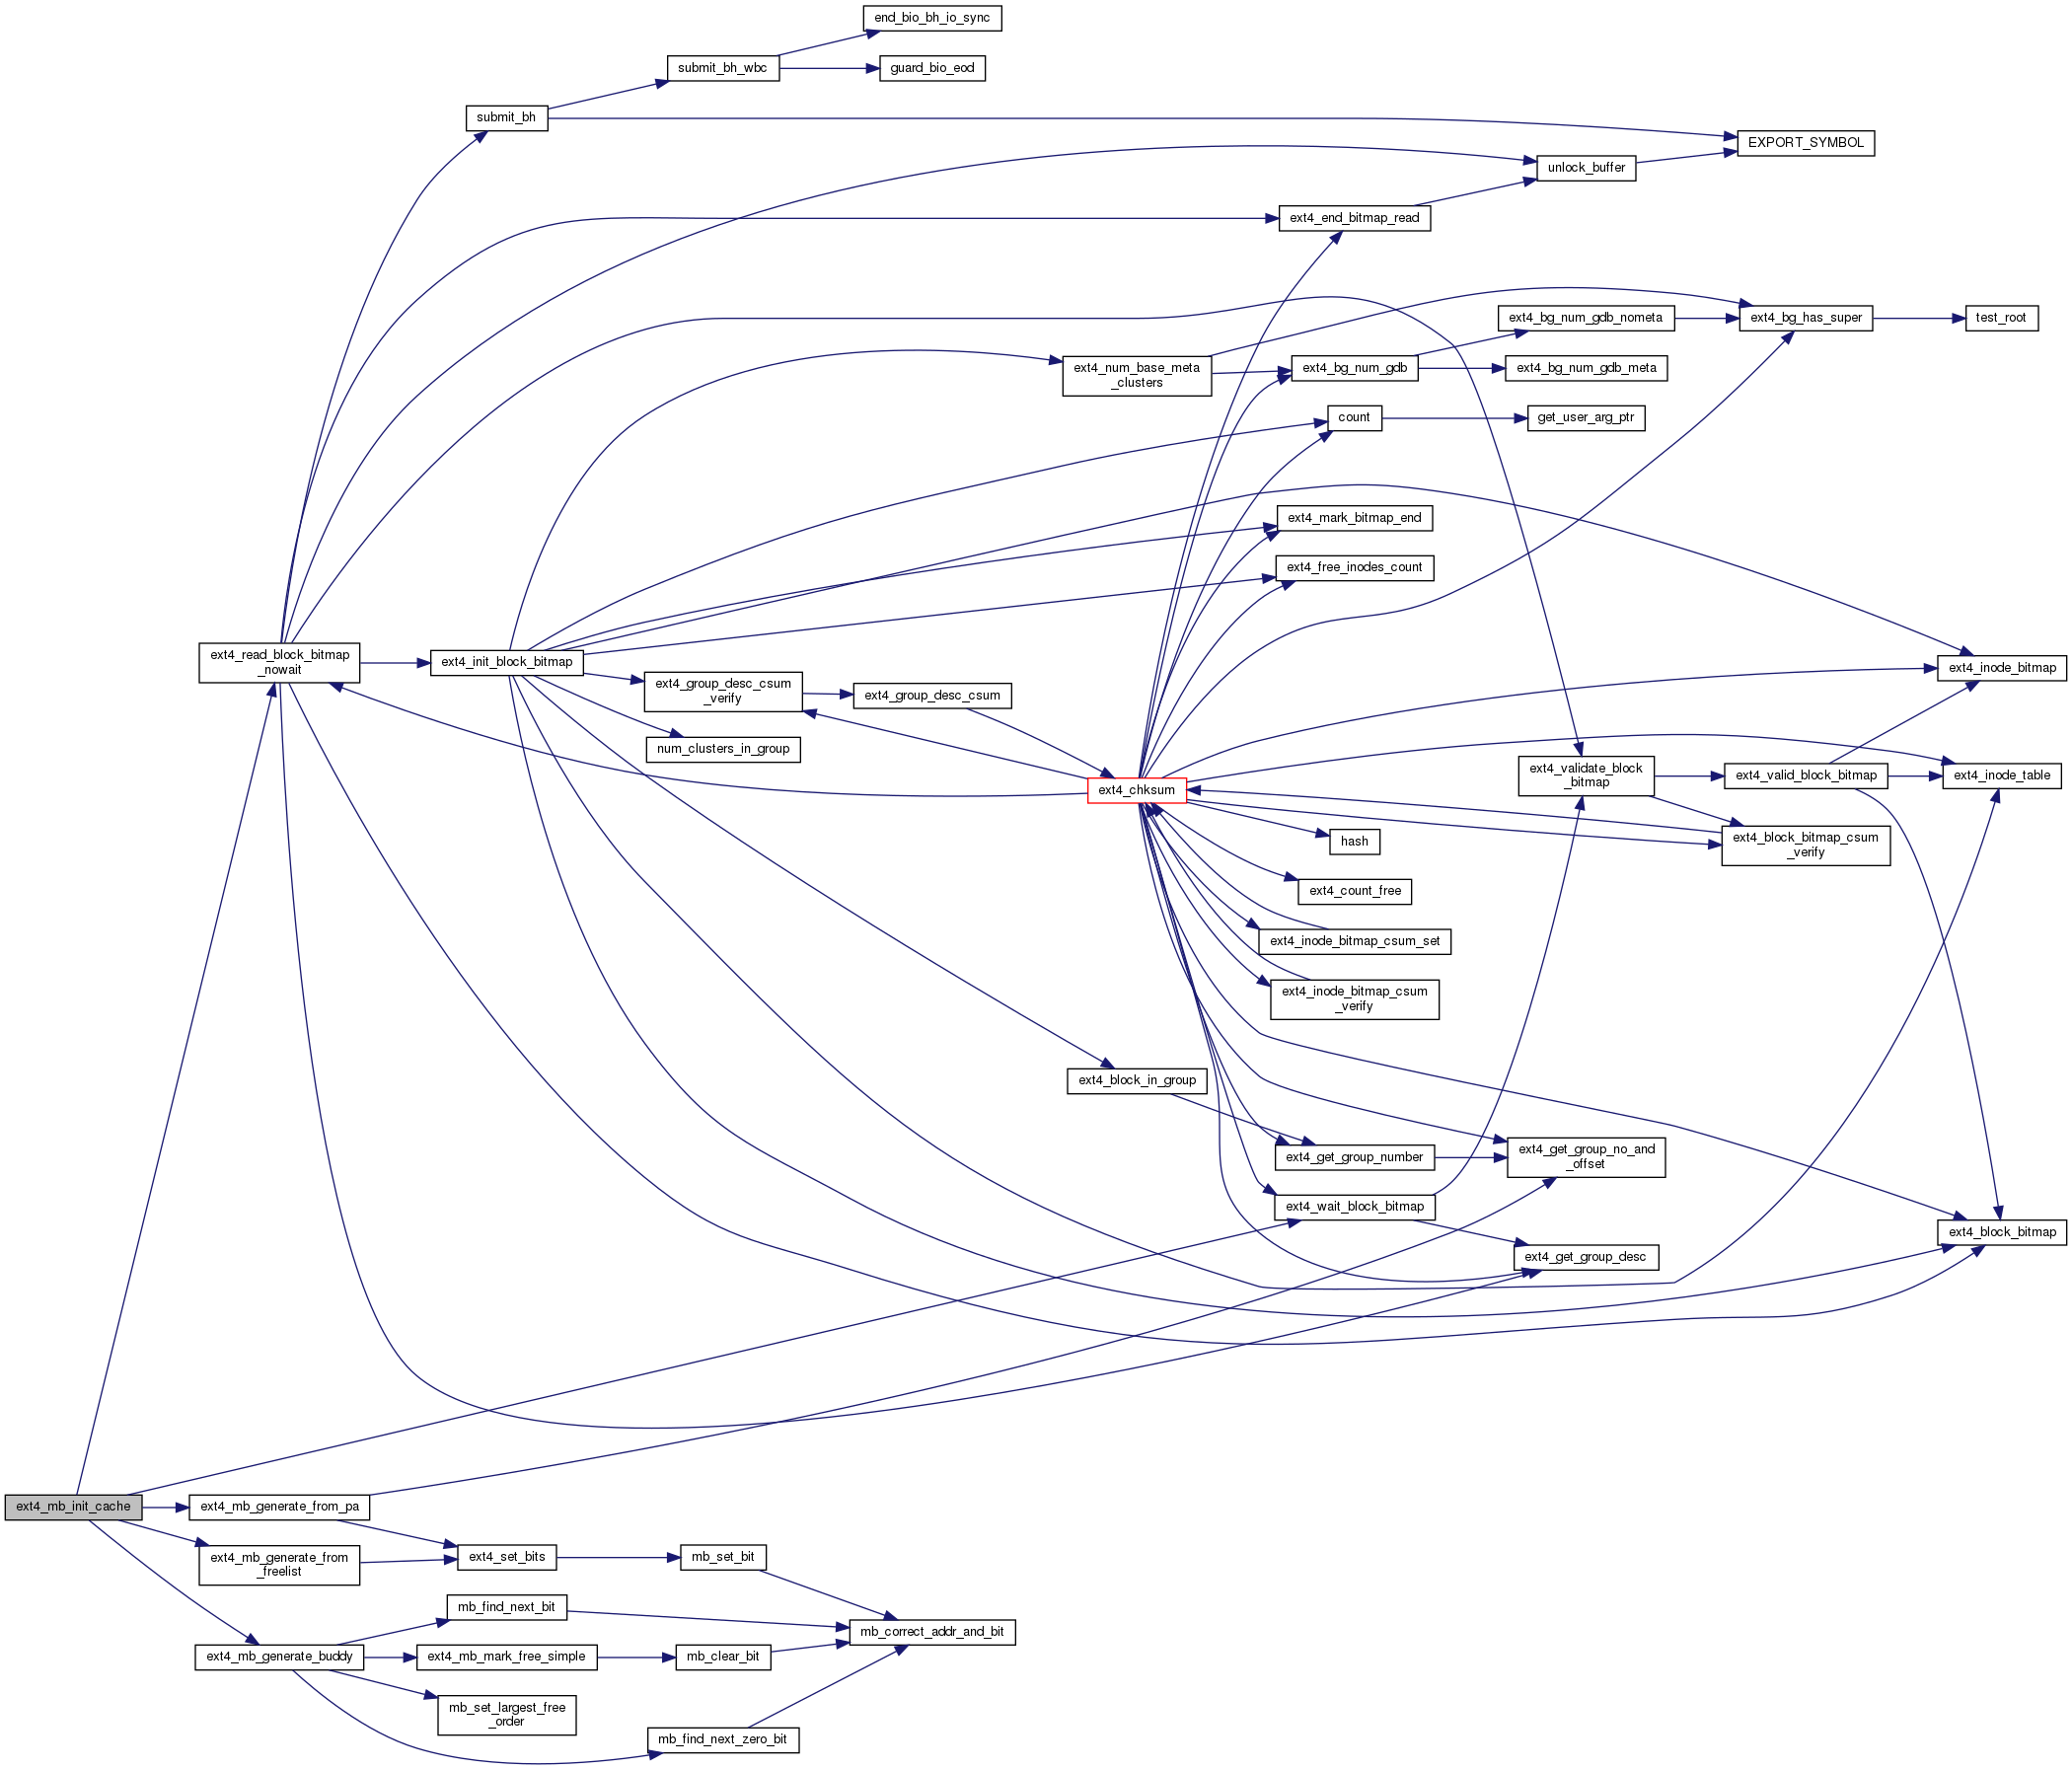 end_bio_bh_io_sync
submit_bh_wbc
guard_bio_eod
submit_bh
EXPORT_SYMBOL
unlock_buffer
ext4_end_bitmap_read
ext4_bg_num_gdb_nometa
ext4_bg_has_super
test_root
ext4_num_base_meta
_clusters
ext4_bg_num_gdb
ext4_bg_num_gdb_meta
count
get_user_arg_ptr
ext4_mark_bitmap_end
ext4_free_inodes_count
ext4_read_block_bitmap
_nowait
ext4_init_block_bitmap
ext4_group_desc_csum
_verify
ext4_group_desc_csum
ext4_inode_bitmap
num_clusters_in_group
ext4_chksum
ext4_validate_block
_bitmap
ext4_valid_block_bitmap
ext4_inode_table
hash
ext4_block_bitmap_csum
_verify
ext4_count_free
ext4_inode_bitmap_csum_set
ext4_inode_bitmap_csum
_verify
ext4_block_in_group
ext4_get_group_number
ext4_get_group_no_and
_offset
ext4_wait_block_bitmap
ext4_block_bitmap
ext4_get_group_desc
ext4_mb_init_cache
ext4_mb_generate_from_pa
ext4_mb_generate_from
_freelist
ext4_set_bits
mb_set_bit
mb_find_next_bit
mb_correct_addr_and_bit
ext4_mb_generate_buddy
ext4_mb_mark_free_simple
mb_clear_bit
mb_set_largest_free
_order
mb_find_next_zero_bit